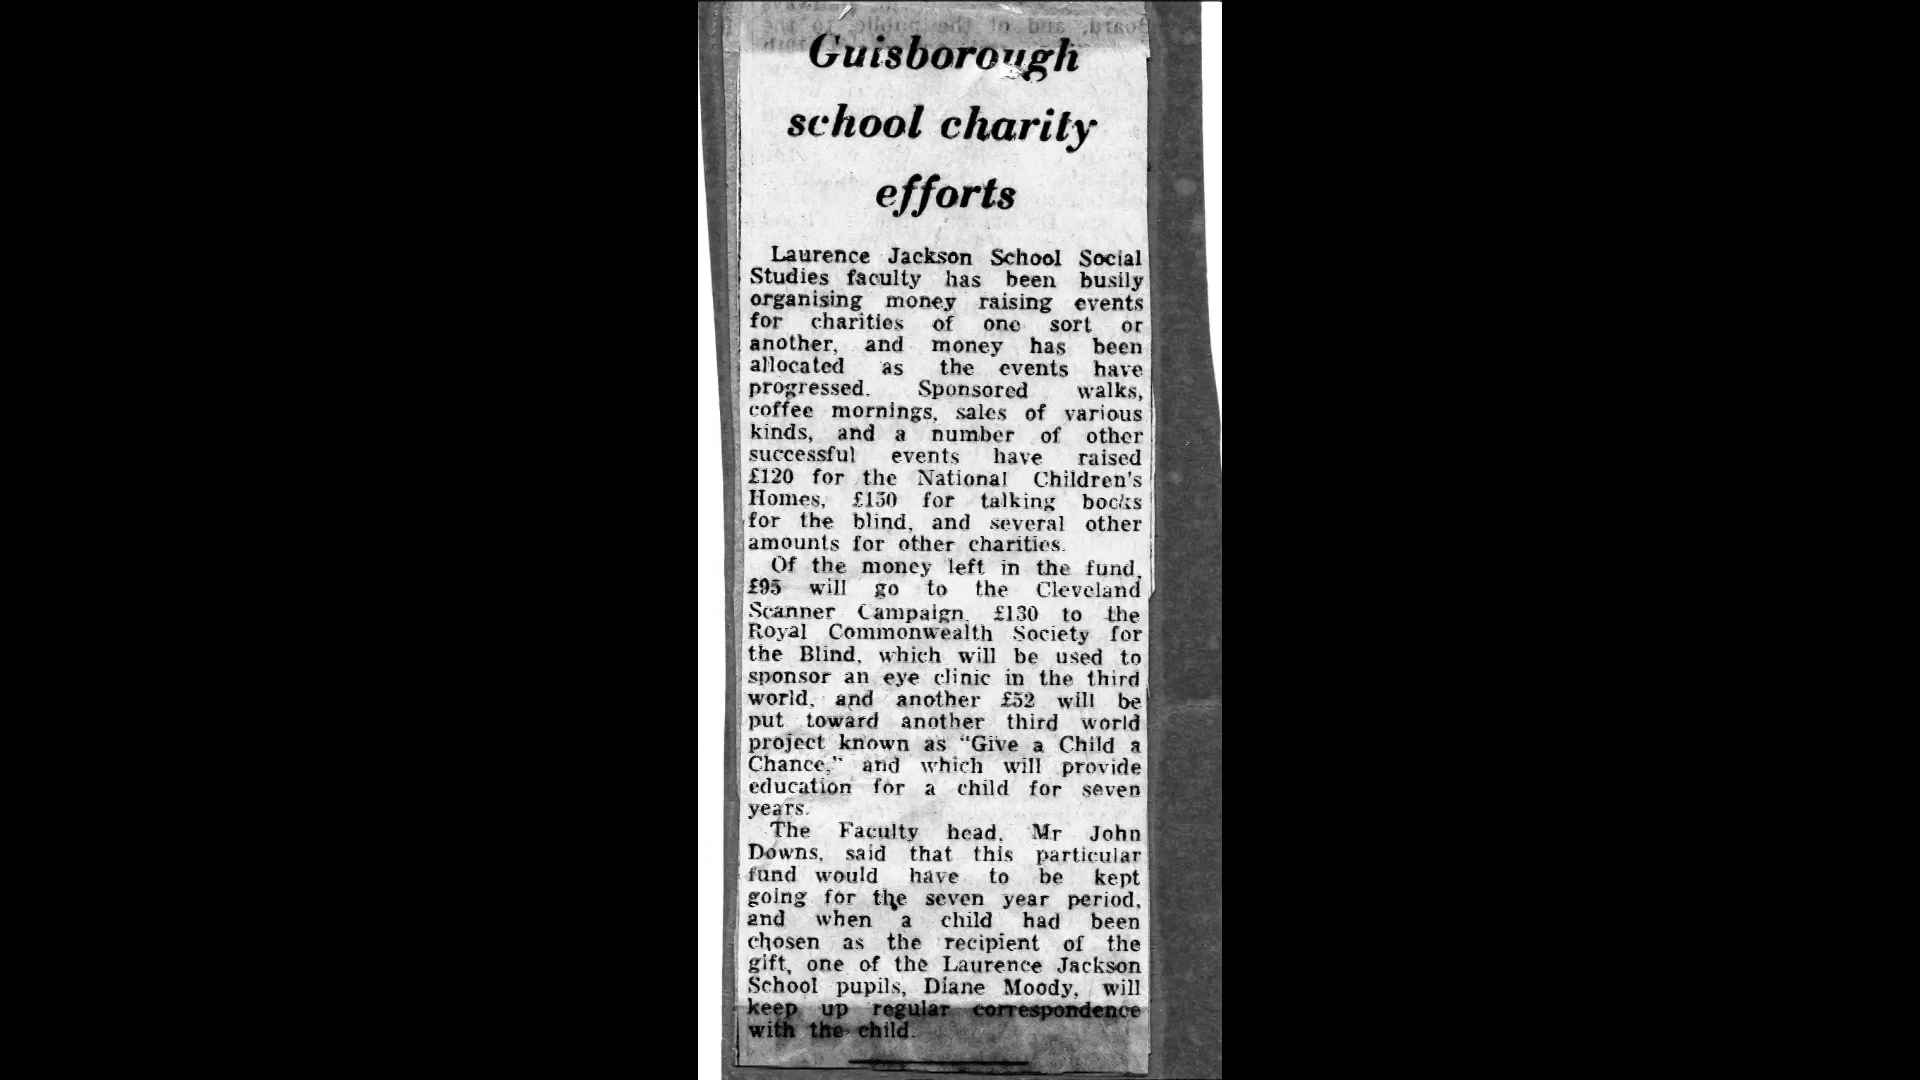 Guisborough
school charity
efforts
Laurence Jackson School Social
Studies faculty has been busily
organising money raising events
for charities of one sort or
another, and money has been
allocated as the events have
progressed. Sponsored walks,
coffee mornings, sales of various
kinds, and a number of other
successful events have raised
£120 for the National Children's
Homes, £130 for talking books
for the blind, and several other
amounts for other charities.
Of the money left in the fund,
£95 will go to the Cleveland
Scanner Campaign, £130 to the
Royal Commonwealth Society for
the Blind, which will be used to
sponsor an eye clinic in the third
world, and another £52 will be
put toward another third world
project known as "Give a Child a
Chance," and which will provide
education for a child for seven
years.
The Faculty head, Mr John
Downs, said that this particular
fund would have to be kept
going for the seven year period,
and when a child had been
chosen as the recipient of the
gift, one of the Laurence Jackson
School pupils, Diane Moody, will
keep up regular correspondence
with the child.